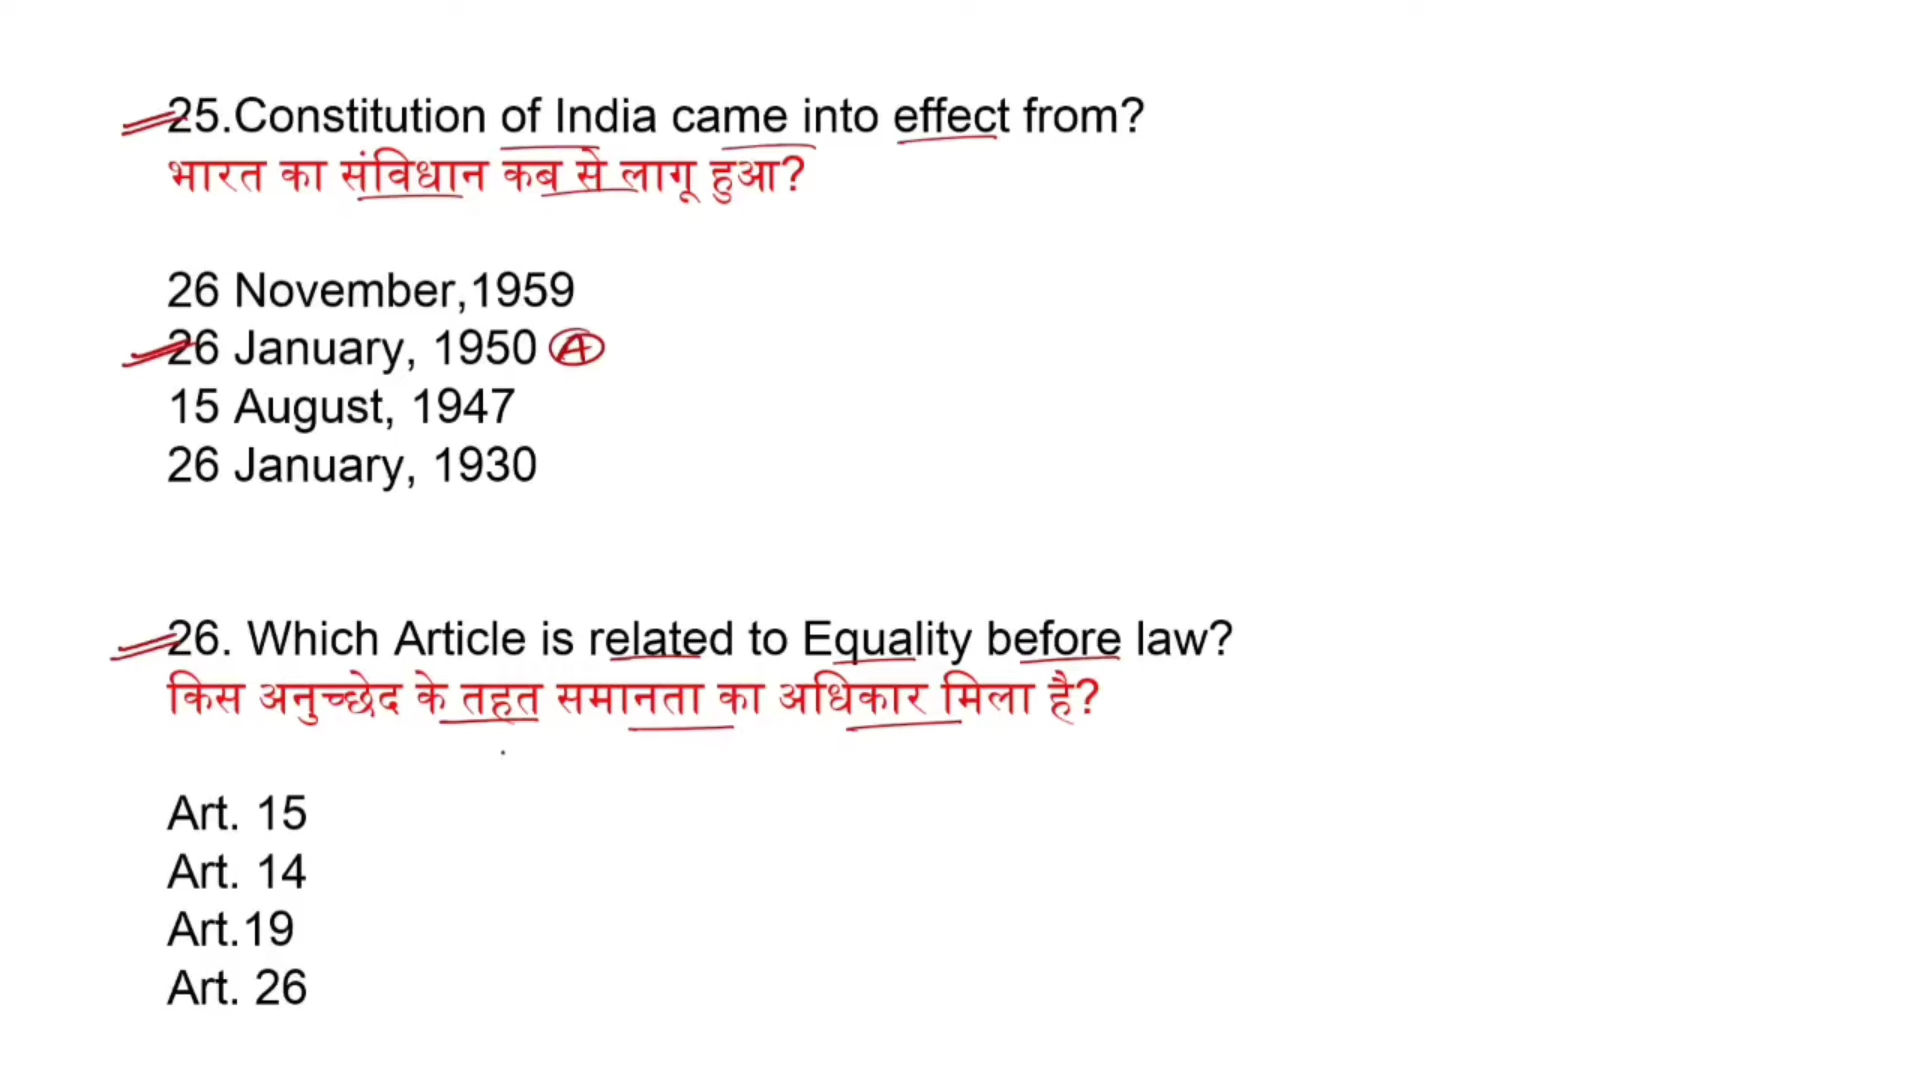 25.Constitution of India came into effect from?
भारत का संविधान कब से लागू हुआ?
26 November,1959
26 January, 1950 A
15 August, 1947
26 January, 1930
26. Which Article is related to Equality before law?
किस अनुच्छेद के तहत समानता का अधिकार मिला है?
Art. 15
Art. 14
Art.19
Art. 26